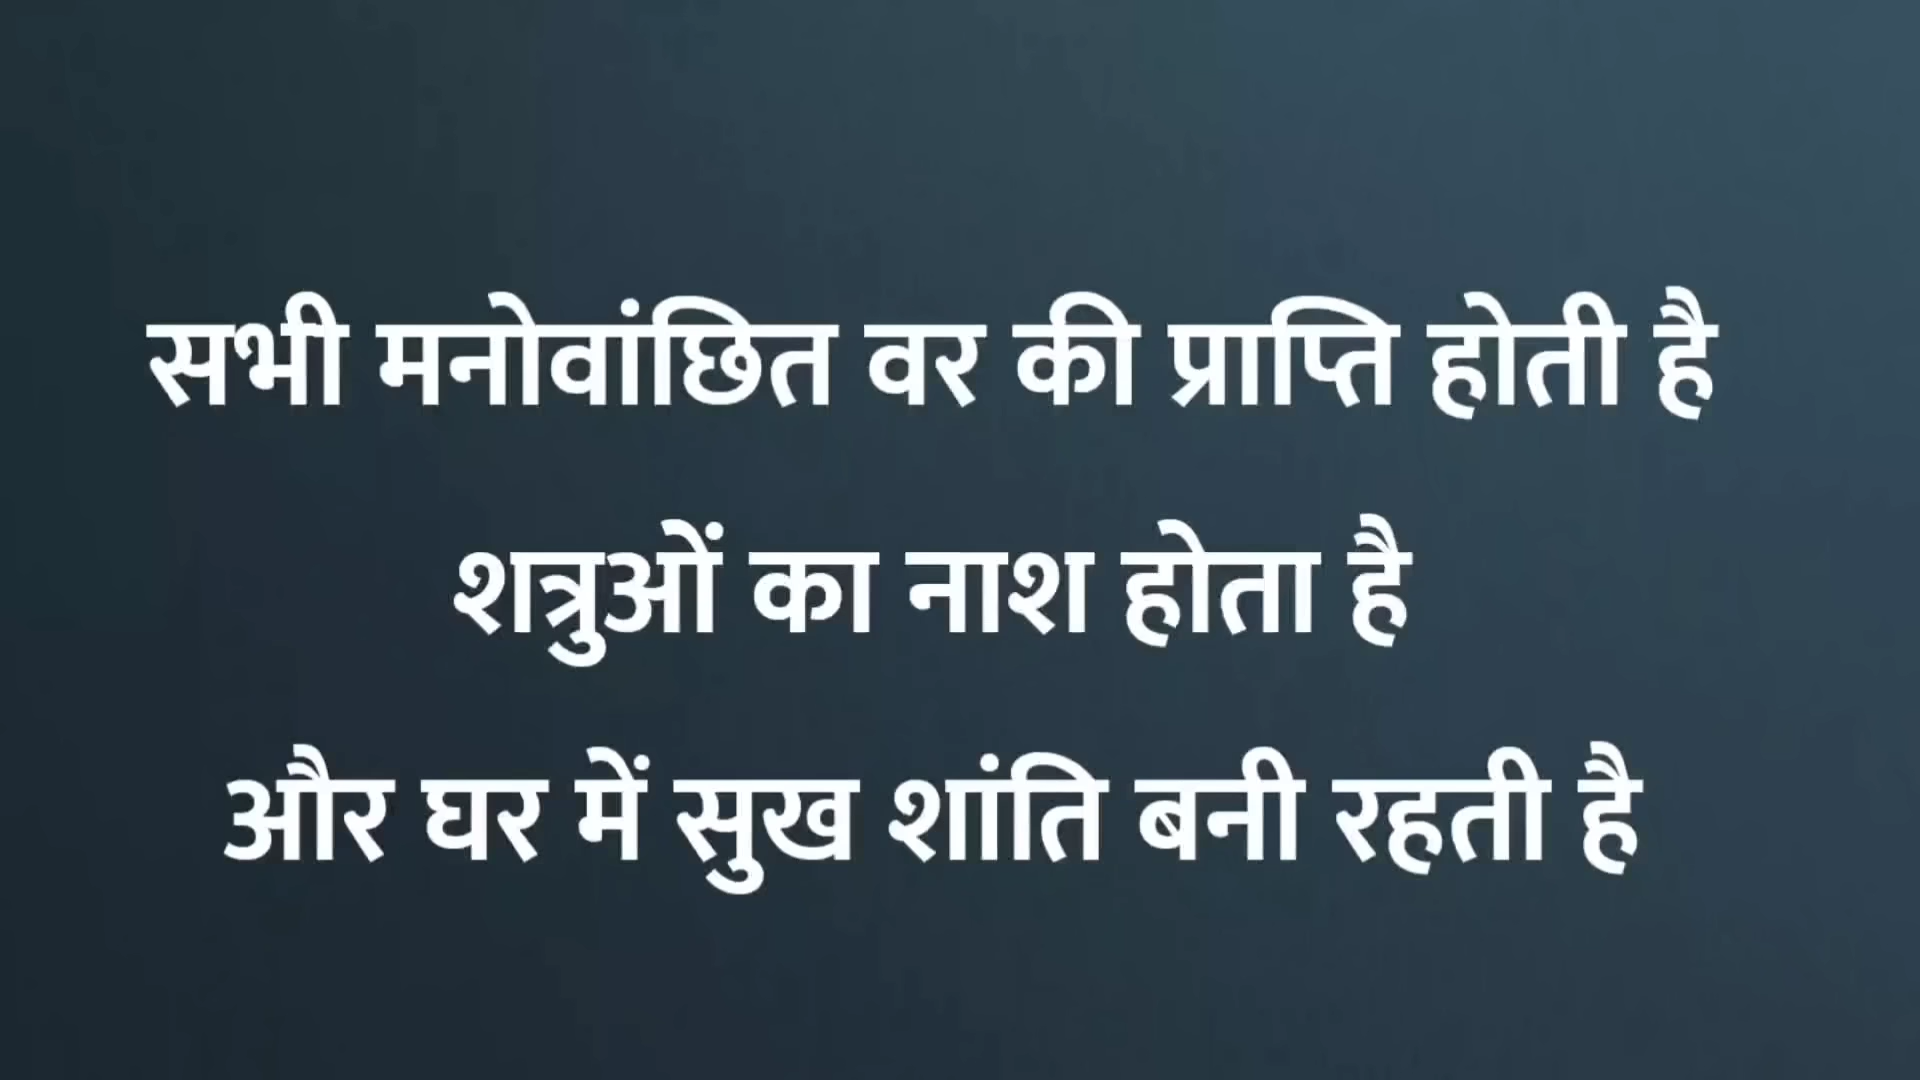 सभी मनोवांछित वर की प्राप्ति होती है
शत्रुओं का नाश होता है
और घर में सुख शांति बनी रहती है